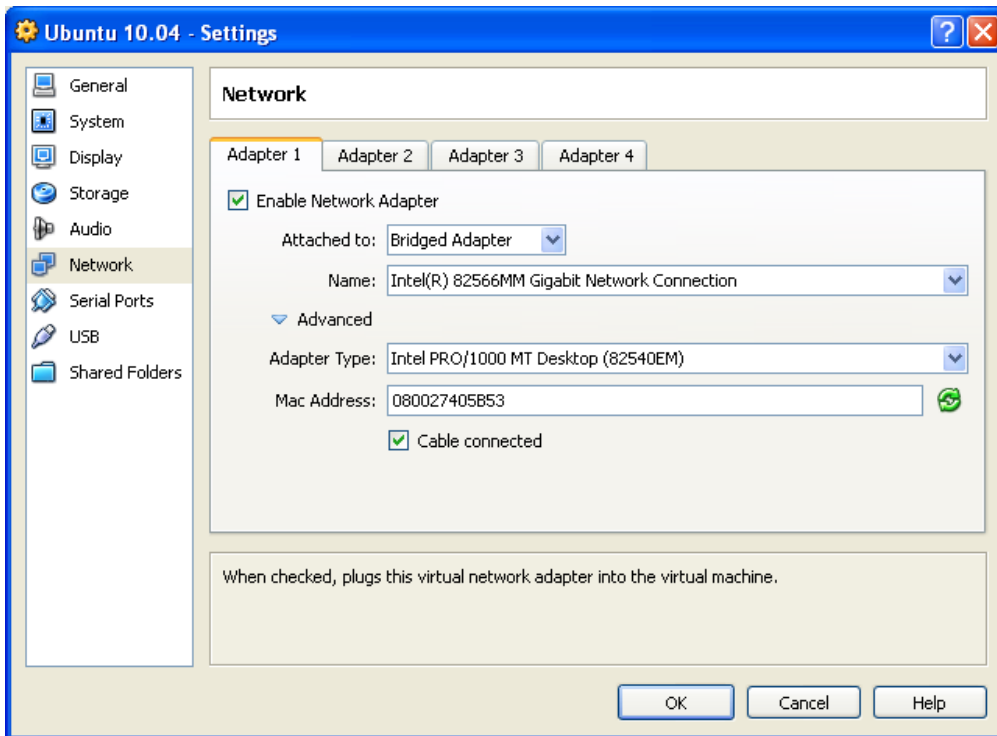 Ubuntu 10.04 - Settings
General
System
Display
Storage
Audio
Network
Serial Ports
USB
Shared Folders
Network
Adapter 1 Adapter 2 Adapter 3 Adapter 4
Enable Network Adapter
Attached to: Bridged Adapter
Name: Intel(R) 82566MM Gigabit Network Connection
Advanced
Adapter Type: Intel PRO/1000 MT Desktop (82540EM)
Mac Address: 080027405B53
Cable connected
When checked, plugs this virtual network adapter into the virtual machine.
OK Cancel Help